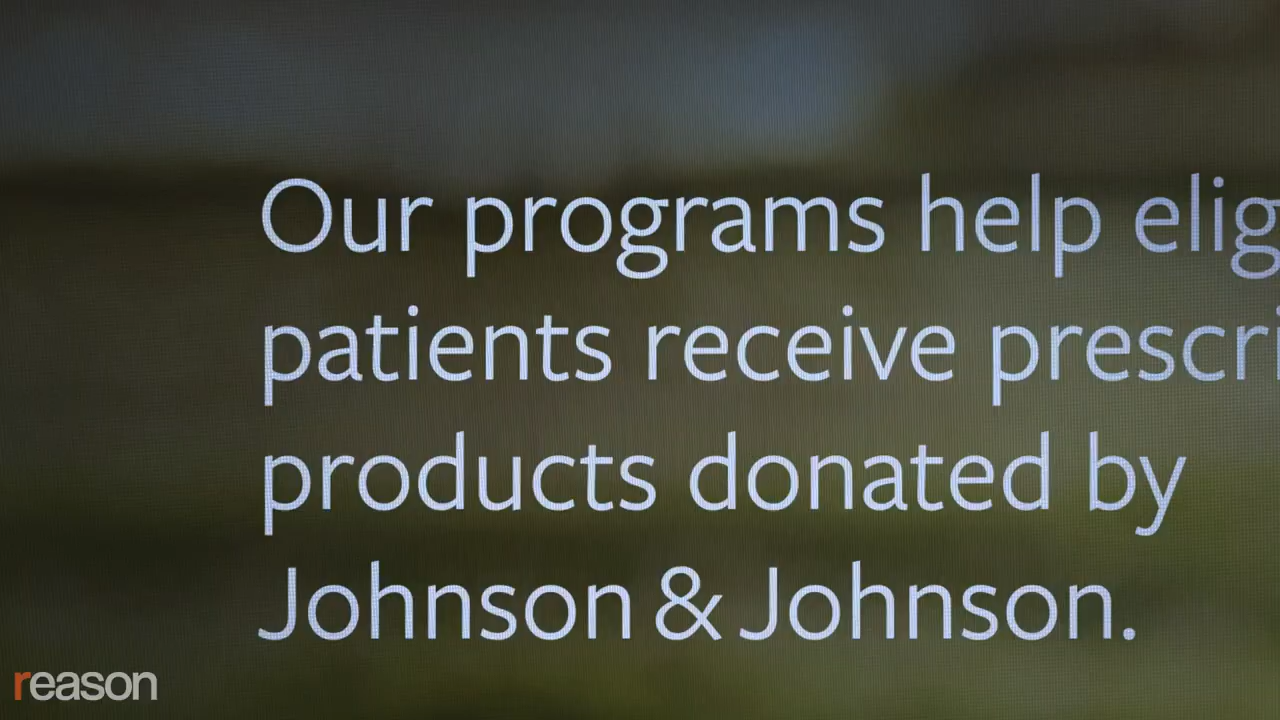 Our programs help elig
patients receive prescri
products donated by
Johnson & Johnson.
reason